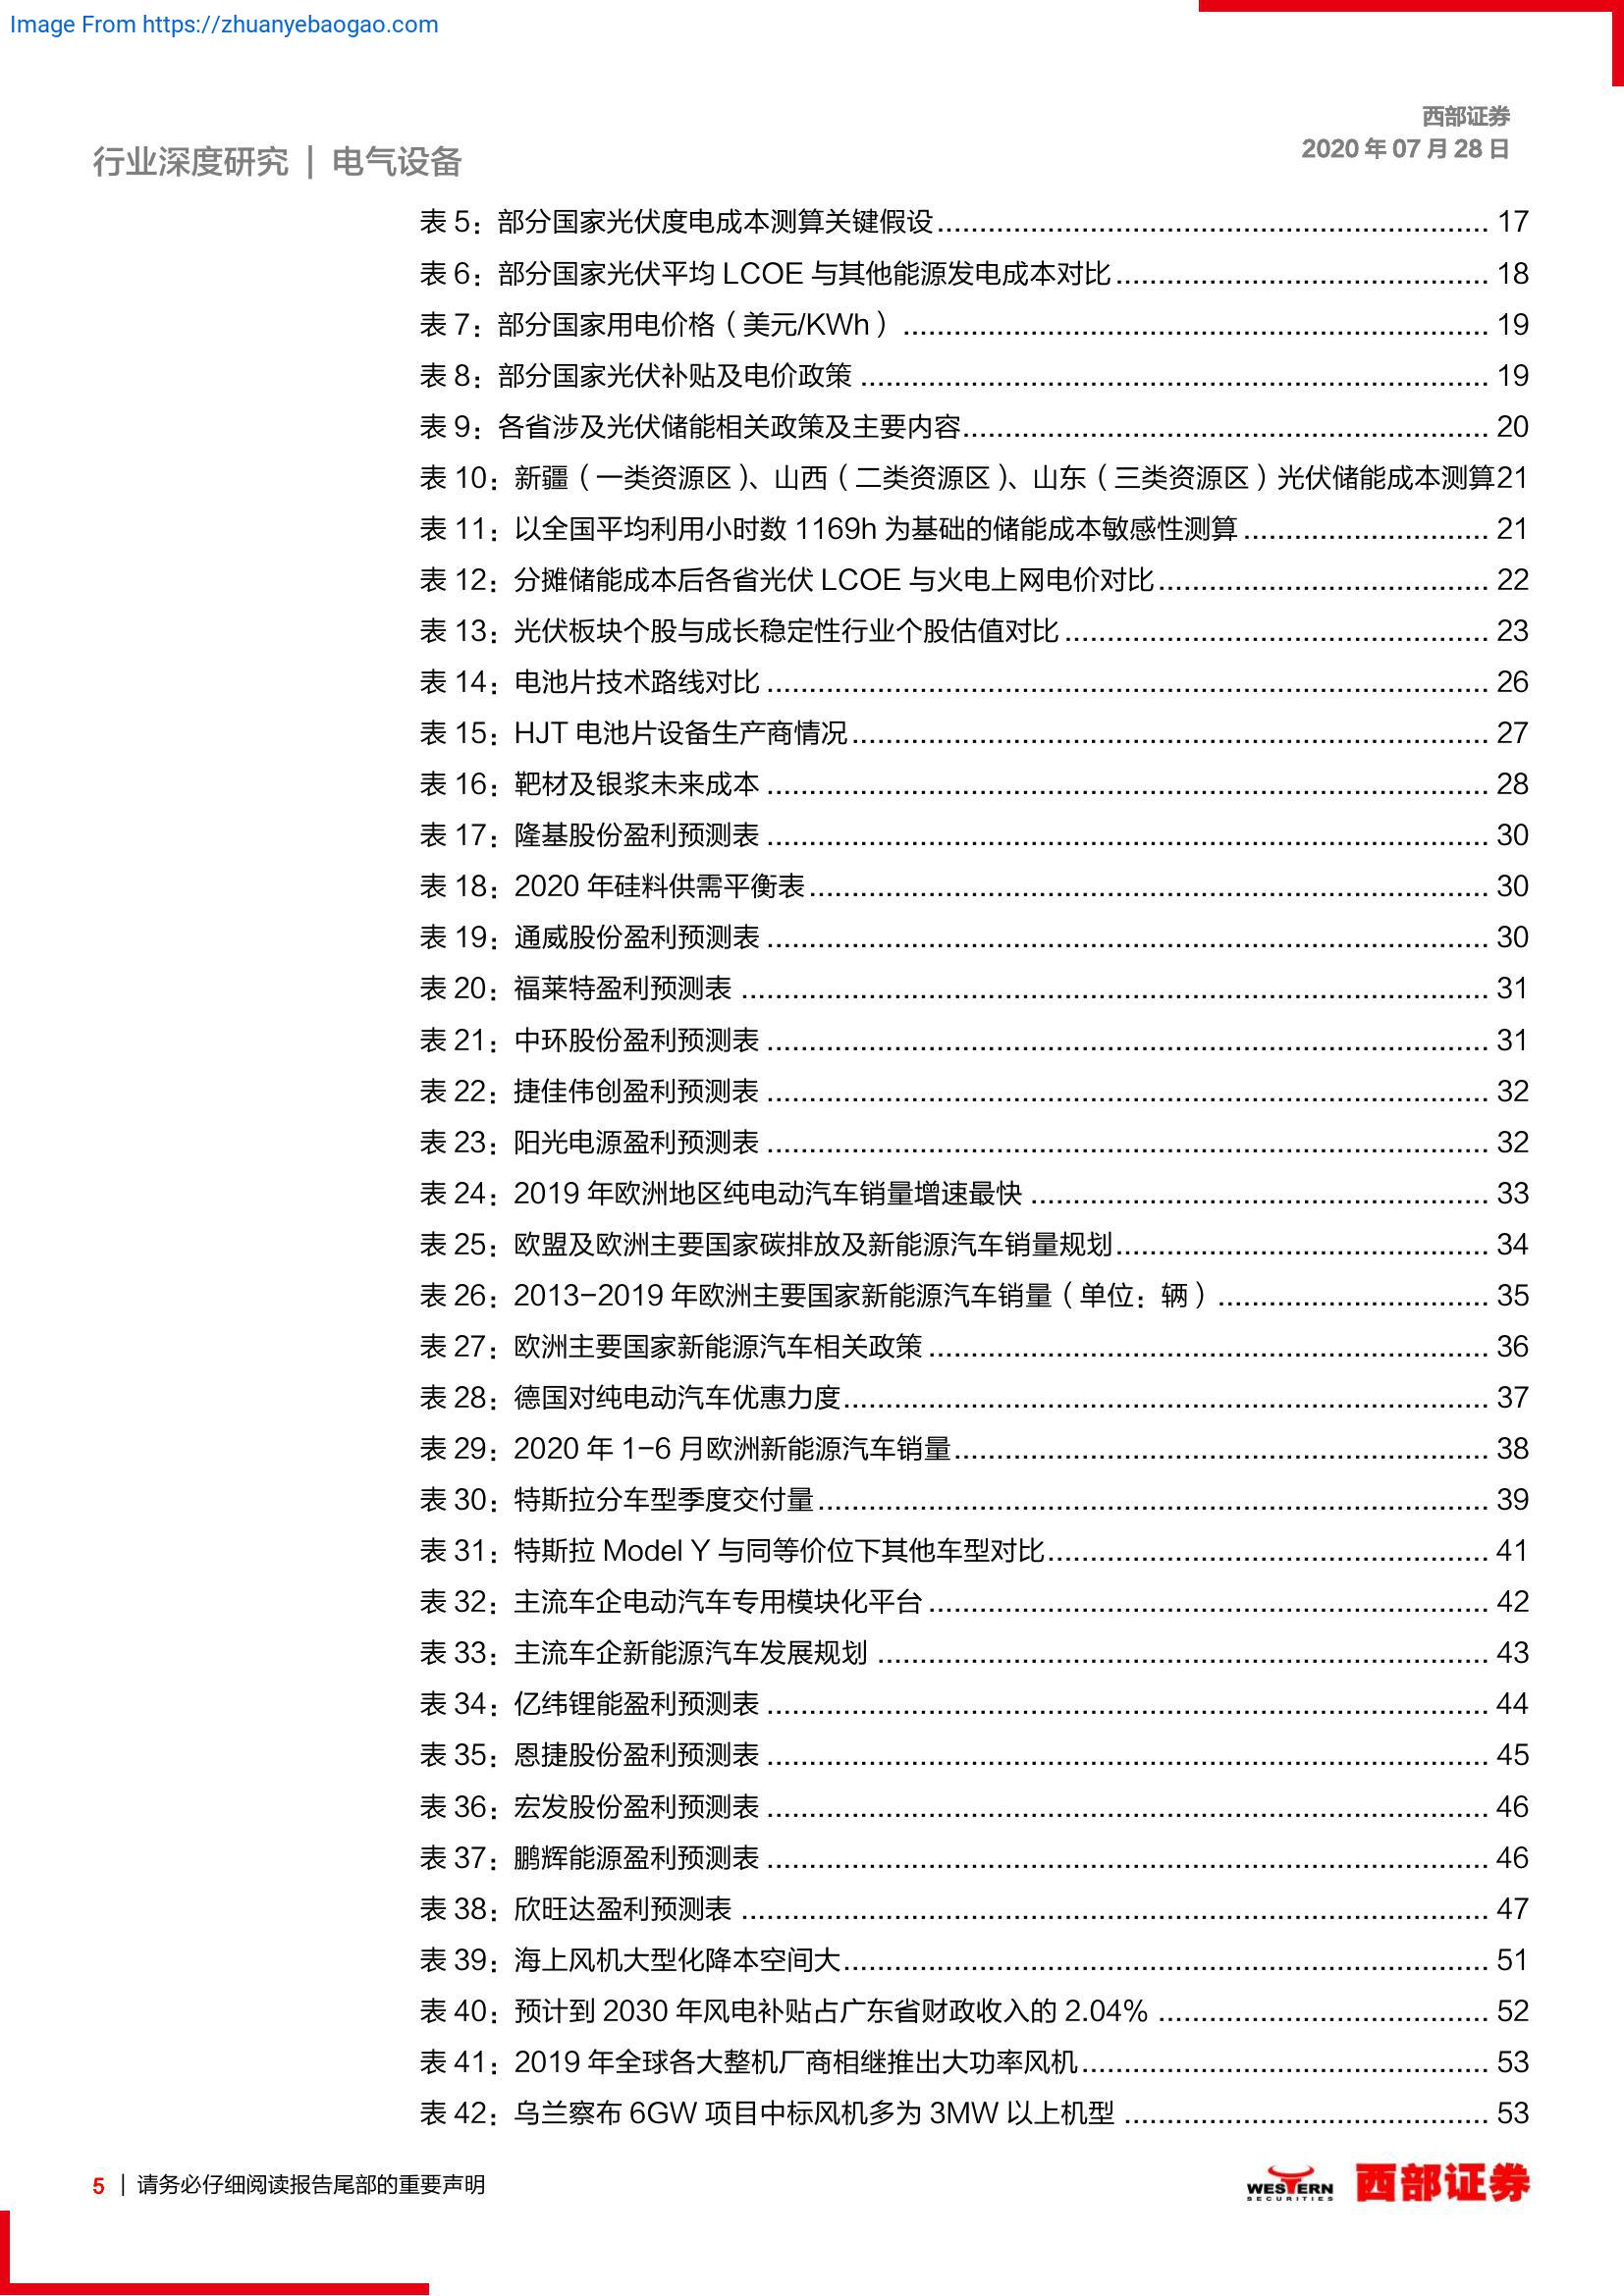 Image From https://zhuanyebaogao.com
西部证券
2020 年 07 月 28 日
行业深度研究 | 电气设备
表 5：部分国家光伏度电成本测算关键假设 17
表 6：部分国家光伏平均 LCOE 与其他能源发电成本对比 18
表 7：部分国家用电价格（美元/KWh） 19
表 8：部分国家光伏补贴及电价政策 19
表 9：各省涉及光伏储能相关政策及主要内容 20
表 10：新疆（一类资源区）、山西（二类资源区）、山东（三类资源区）光伏储能成本测算21
表 11：以全国平均利用小时数 1169h 为基础的储能成本敏感性测算 21
表 12：分摊储能成本后各省光伏 LCOE 与火电上网电价对比 22
表 13：光伏板块个股与成长稳定性行业个股估值对比 23
表 14：电池片技术路线对比 26
表 15：HJT 电池片设备生产商情况 27
表 16：靶材及银浆未来成本 28
表 17：隆基股份盈利预测表 30
表 18：2020 年硅料供需平衡表 30
表 19：通威股份盈利预测表 30
表 20：福莱特盈利预测表 31
表 21：中环股份盈利预测表 31
表 22：捷佳伟创盈利预测表 32
表 23：阳光电源盈利预测表 32
表 24：2019 年欧洲地区纯电动汽车销量增速最快 33
表 25：欧盟及欧洲主要国家碳排放及新能源汽车销量规划 34
表 26：2013-2019 年欧洲主要国家新能源汽车销量（单位：辆） 35
表 27：欧洲主要国家新能源汽车相关政策 36
表 28：德国对纯电动汽车优惠力度 37
表 29：2020 年 1-6 月欧洲新能源汽车销量 38
表 30：特斯拉分车型季度交付量 39
表 31：特斯拉 Model Y 与同等价位下其他车型对比 41
表 32：主流车企电动汽车专用模块化平台 42
表 33：主流车企新能源汽车发展规划 43
表 34：亿纬锂能盈利预测表 44
表 35：恩捷股份盈利预测表 45
表 36：宏发股份盈利预测表 46
表 37：鹏辉能源盈利预测表 46
表 38：欣旺达盈利预测表 47
表 39：海上风机大型化降本空间大 51
表 40：预计到 2030 年风电补贴占广东省财政收入的 2.04% 52
表 41：2019 年全球各大整机厂商相继推出大功率风机 53
表 42：乌兰察布 6GW 项目中标风机多为 3MW 以上机型 53
5 | 请务必仔细阅读报告尾部的重要声明
WESTERN
SECURITIES
西部证券